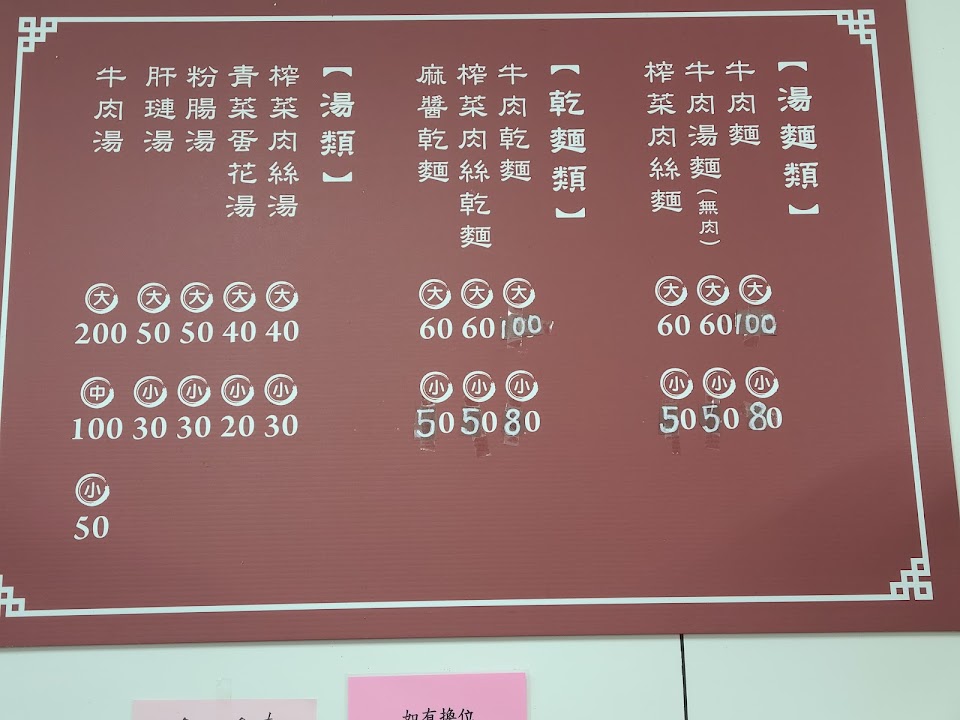 【湯麵類】
牛肉麵
牛肉湯麵(無肉)
榨菜肉絲麵
大 大 大
60 60 100
小 小 小
50 50 80
【乾麵類】
牛肉乾麵
榨菜肉絲乾麵
麻醬乾麵
大 大 大
60 60 100
小 小 小
50 50 80
【湯類】
榨菜肉絲湯
青菜蛋花湯
粉腸湯
肝璉湯
牛肉湯
大 大 大 大 大
200 50 50 40 40
中 小 小 小 小
100 30 30 20 30
小
50
如有換位